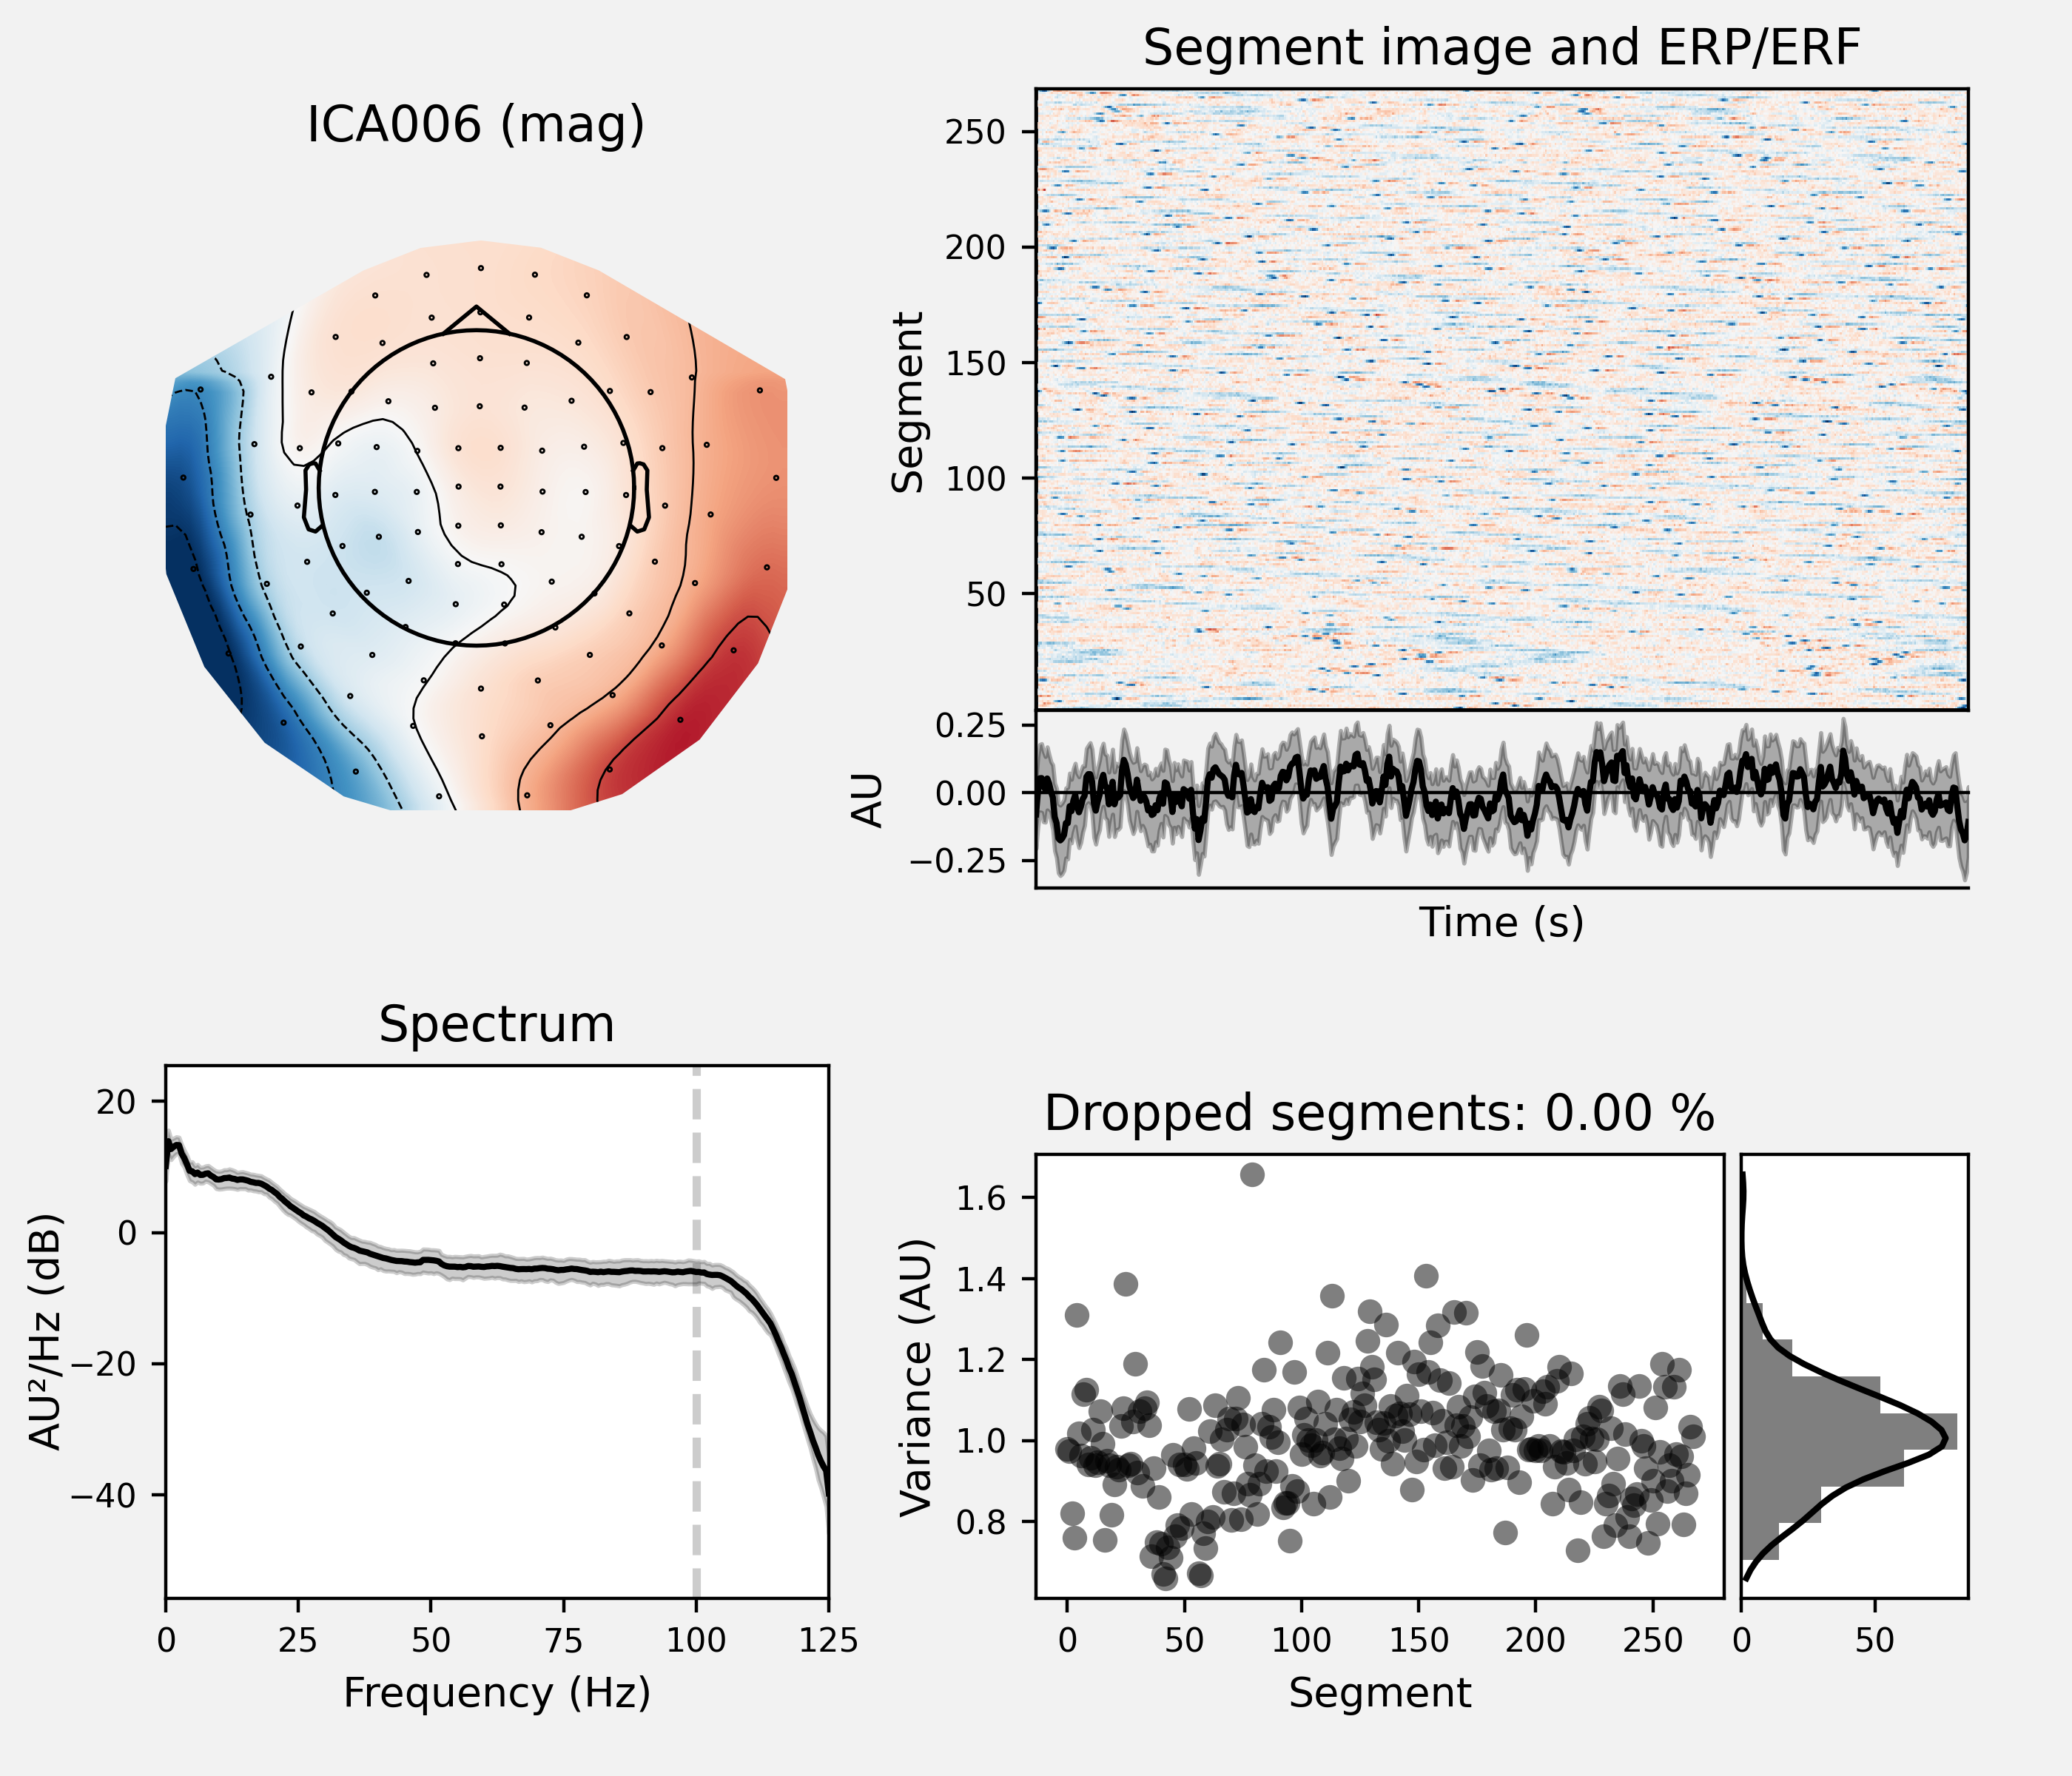 Segment image and ERP/ERF
ICA006 (mag)
250
200
150
100
50
Segment
0.25
0.00
−0.25
AU
Time (s)
Spectrum
20
0
−20
−40
AU²/Hz (dB)
0 25 50 75 100 125
Frequency (Hz)
Dropped segments: 0.00 %
1.6
1.4
1.2
1.0
0.8
Variance (AU)
0 50 100 150 200 250
Segment
0 50